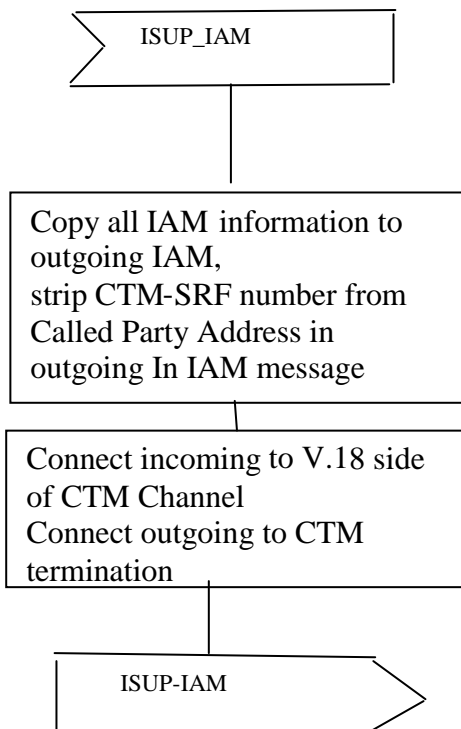 ISUP_IAM
Copy all IAM information to
outgoing IAM,
strip CTM-SRF number from
Called Party Address in
outgoing In IAM message
Connect incoming to V.18 side
of CTM Channel
Connect outgoing to CTM
termination
ISUP-IAM